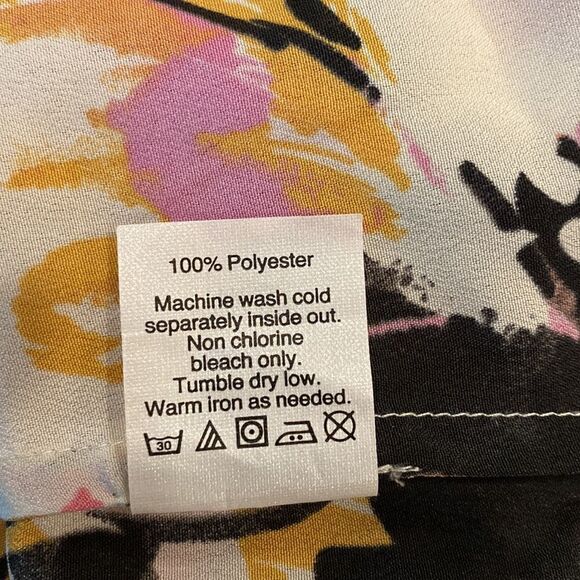 100% Polyester
Machine wash cold
separately inside out.
Non chlorine
bleach only.
Tumble dry low.
Warm iron as needed.
30